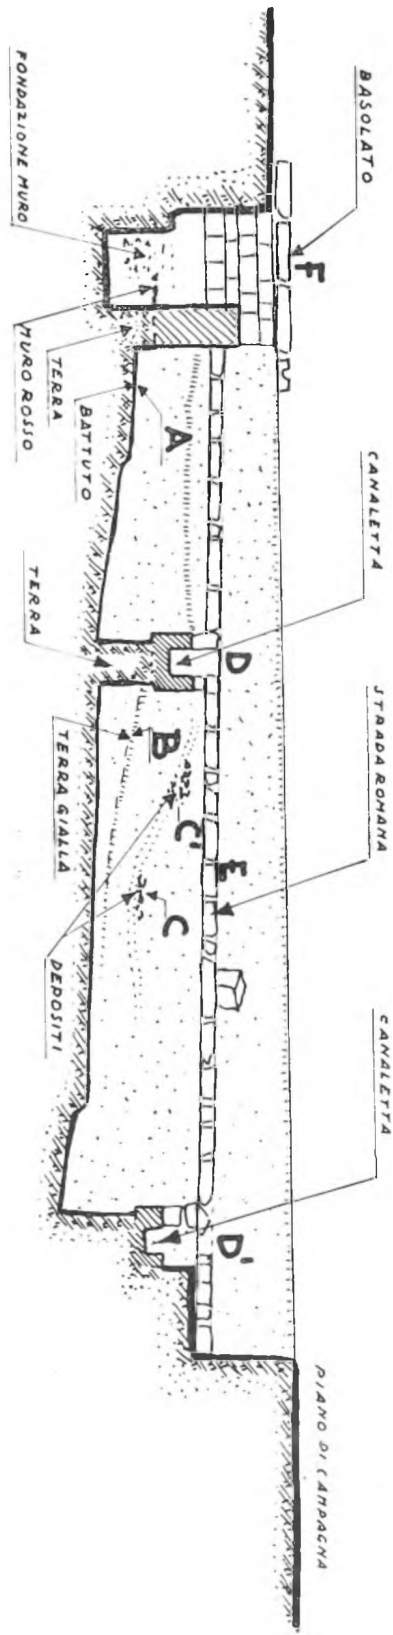 BASOLATO
F
CANALETTA
STRADA ROMANA
CANALETTA
PIANO DI CAMPAGNA
D
E
D'
A
B
C'
C
FONDAZIONE MURO
MURO ROSSO
TERRA
BATTUTO
TERRA
TERRA GIALLA
DEPOSITI